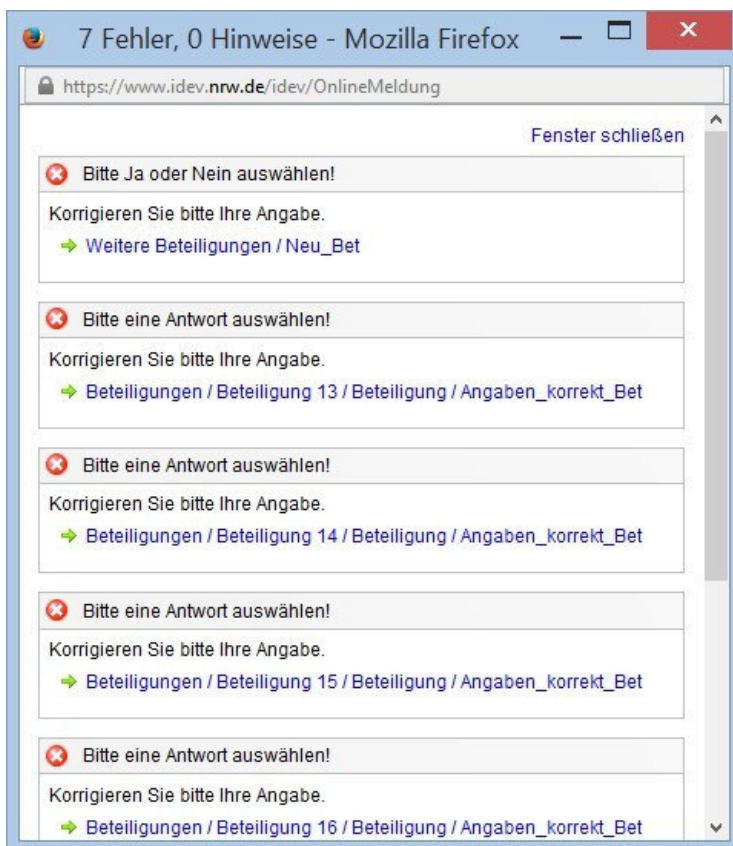 7 Fehler, 0 Hinweise - Mozilla Firefox
https://www.idev.nrw.de/idev/OnlineMeldung
Fenster schließen
Bitte Ja oder Nein auswählen!
Korrigieren Sie bitte Ihre Angabe.
Weitere Beteiligungen / Neu_Bet
Bitte eine Antwort auswählen!
Korrigieren Sie bitte Ihre Angabe.
Beteiligungen / Beteiligung 13 / Beteiligung / Angaben_korrekt_Bet
Bitte eine Antwort auswählen!
Korrigieren Sie bitte Ihre Angabe.
Beteiligungen / Beteiligung 14 / Beteiligung / Angaben_korrekt_Bet
Bitte eine Antwort auswählen!
Korrigieren Sie bitte Ihre Angabe.
Beteiligungen / Beteiligung 15 / Beteiligung / Angaben_korrekt_Bet
Bitte eine Antwort auswählen!
Korrigieren Sie bitte Ihre Angabe.
Beteiligungen / Beteiligung 16 / Beteiligung / Angaben_korrekt_Bet